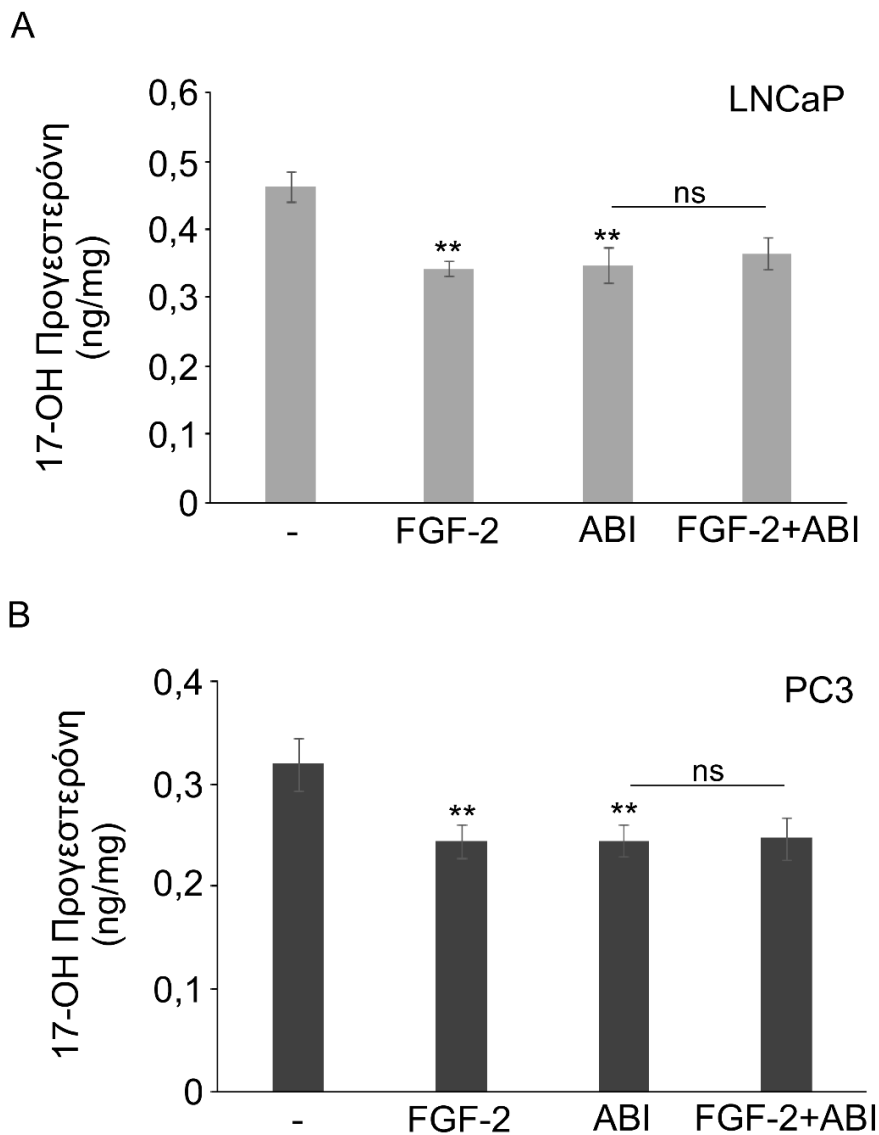 A
LNCaP
17-OH Προγεστερόνη
(ng/mg)
0,6
0,5
0,4
0,3
0,2
0,1
0
**
**
ns
-
FGF-2
ABI
FGF-2+ABI
B
PC3
17-OH Προγεστερόνη
(ng/mg)
0,4
0,3
0,2
0,1
0
**
**
ns
-
FGF-2
ABI
FGF-2+ABI